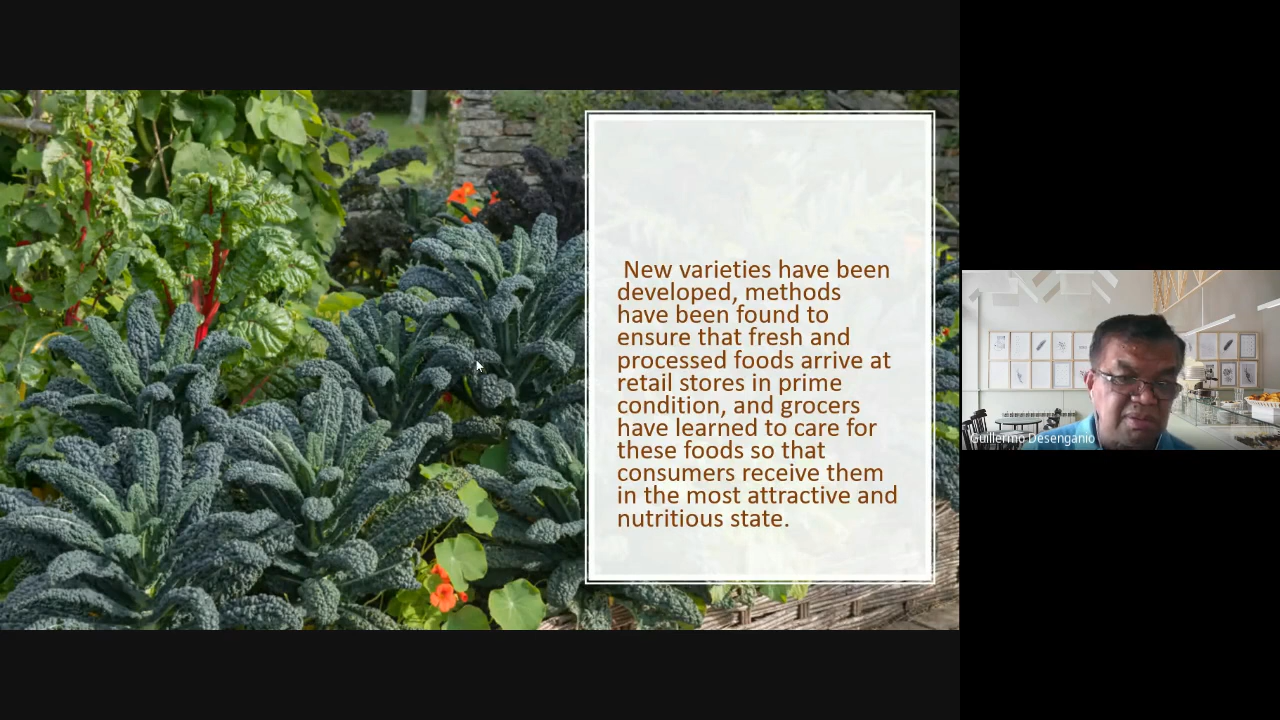 New varieties have been
developed, methods
have been found to
ensure that fresh and
processed foods arrive at
retail stores in prime
condition, and grocers
have learned to care for
these foods so that
consumers receive them
in the most attractive and
nutritious state.
Guillermo Desenganio